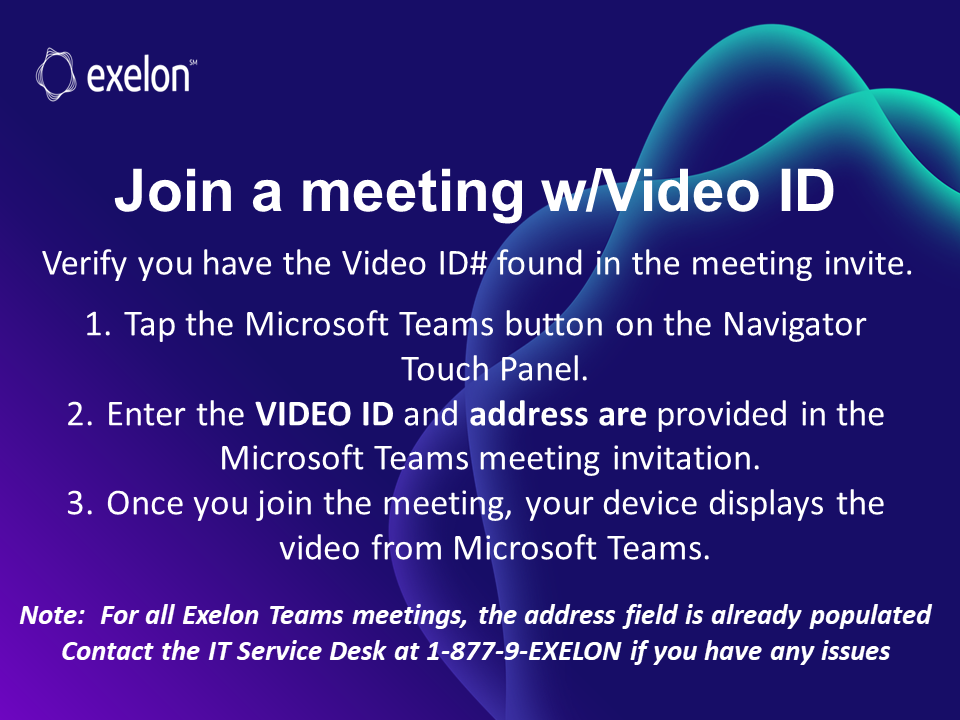 exelon℠
Join a meeting w/Video ID
Verify you have the Video ID# found in the meeting invite.
1. Tap the Microsoft Teams button on the Navigator
Touch Panel.
2. Enter the VIDEO ID and address are provided in the
Microsoft Teams meeting invitation.
3. Once you join the meeting, your device displays the
video from Microsoft Teams.
Note:  For all Exelon Teams meetings, the address field is already populated
Contact the IT Service Desk at 1-877-9-EXELON if you have any issues